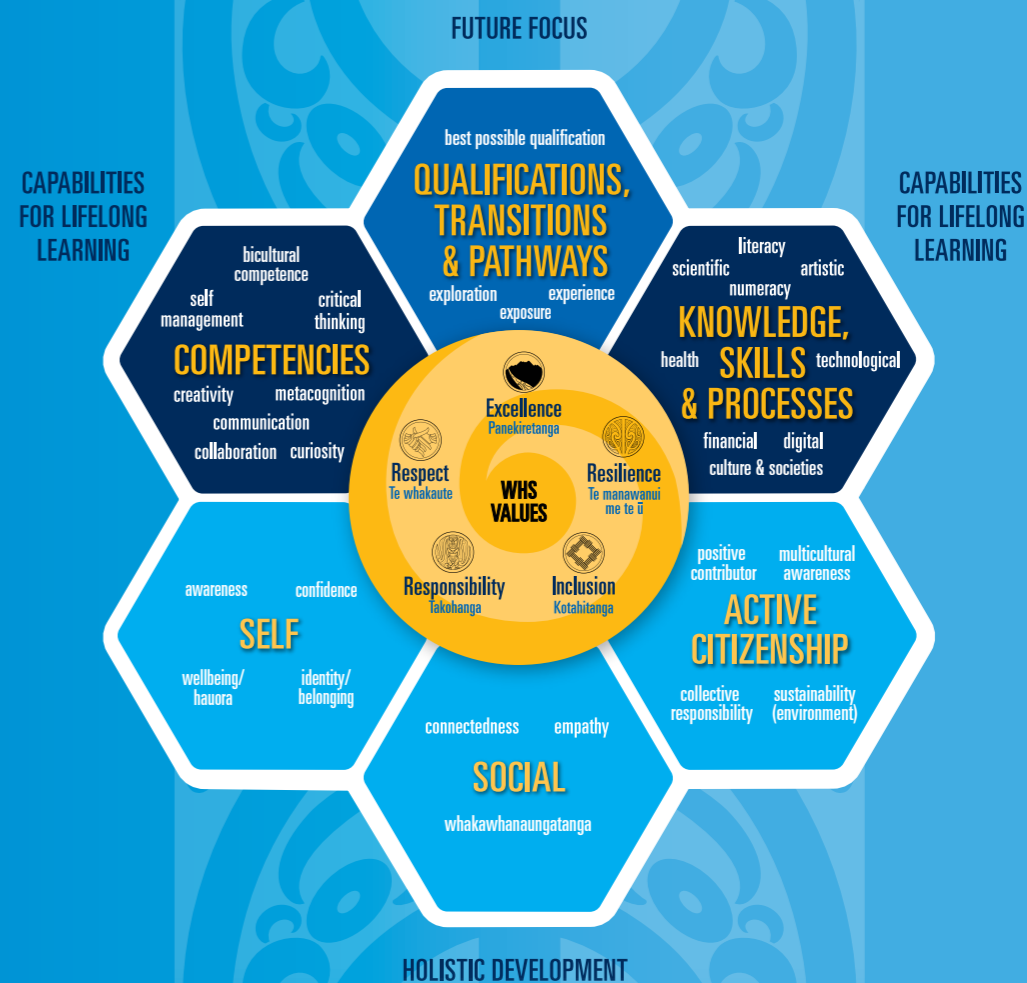 FUTURE FOCUS
CAPABILITIES
FOR LIFELONG
LEARNING
CAPABILITIES
FOR LIFELONG
LEARNING
best possible qualification
QUALIFICATIONS,
TRANSITIONS
& PATHWAYS
exploration
experience
exposure
bicultural
competence
self
management
critical
thinking
COMPETENCIES
creativity
metacognition
communication
collaboration
curiosity
literacy
scientific
artistic
numeracy
KNOWLEDGE,
health
SKILLS
technological
& PROCESSES
financial
digital
culture & societies
Excellence
Panekiretanga
Respect
Te whakaute
WHS
VALUES
Resilience
Te manawanui
me te ū
Responsibility
Takohanga
Inclusion
Kotahitanga
awareness
confidence
SELF
wellbeing/
hauora
identity/
belonging
connectedness
empathy
SOCIAL
whakawhanaungatanga
positive
contributor
multicultural
awareness
ACTIVE
CITIZENSHIP
collective
responsibility
sustainability
(environment)
HOLISTIC DEVELOPMENT